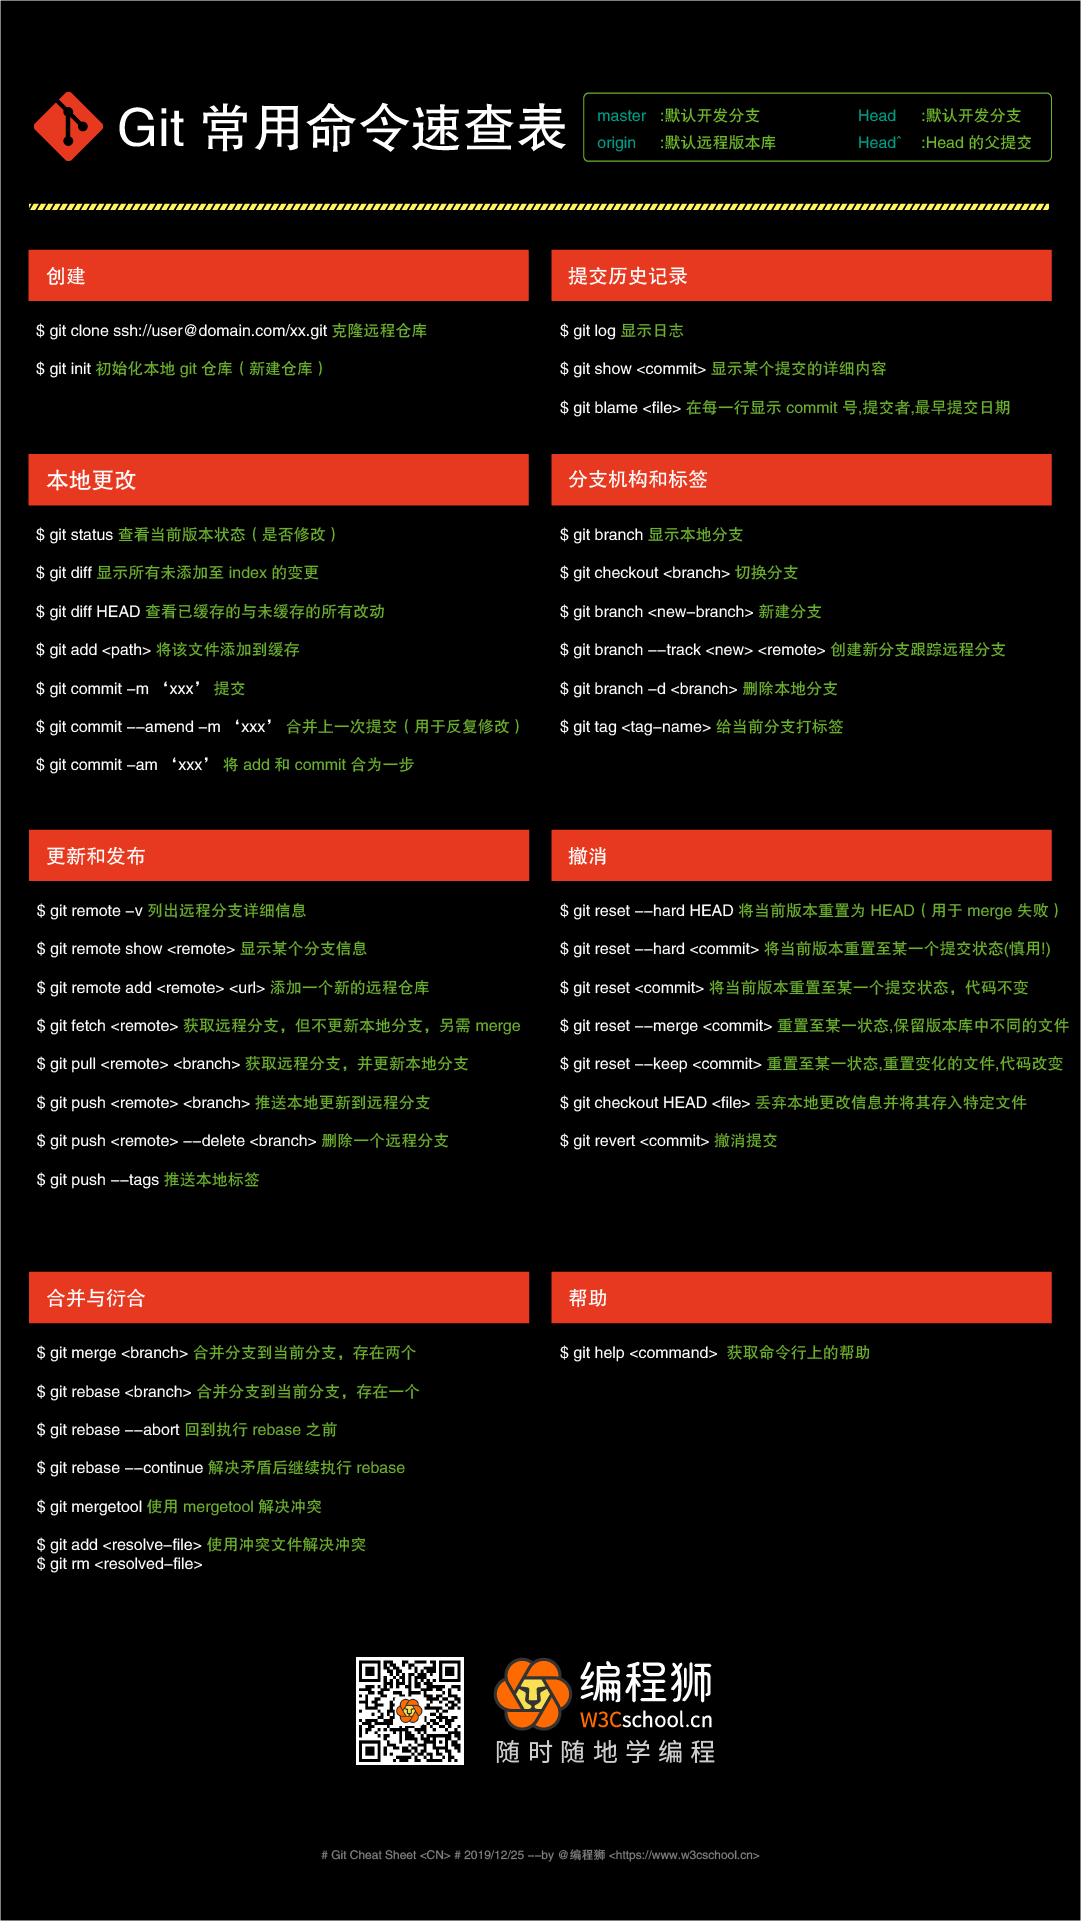 Git 常用命令速查表
master :默认开发分支 Head :默认开发分支
origin :默认远程版本库 Head^ :Head 的父提交
创建
$ git clone ssh://user@domain.com/xx.git 克隆远程仓库
$ git init 初始化本地 git 仓库（新建仓库）
提交历史记录
$ git log 显示日志
$ git show <commit> 显示某个提交的详细内容
$ git blame <file> 在每一行显示 commit 号,提交者,最早提交日期
本地更改
$ git status 查看当前版本状态（是否修改）
$ git diff 显示所有未添加至 index 的变更
$ git diff HEAD 查看已缓存的与未缓存的所有改动
$ git add <path> 将该文件添加到缓存
$ git commit -m ‘xxx’ 提交
$ git commit --amend -m ‘xxx’ 合并上一次提交（用于反复修改）
$ git commit -am ‘xxx’ 将 add 和 commit 合为一步
分支机构和标签
$ git branch 显示本地分支
$ git checkout <branch> 切换分支
$ git branch <new-branch> 新建分支
$ git branch --track <new> <remote> 创建新分支跟踪远程分支
$ git branch -d <branch> 删除本地分支
$ git tag <tag-name> 给当前分支打标签
更新和发布
$ git remote -v 列出远程分支详细信息
$ git remote show <remote> 显示某个分支信息
$ git remote add <remote> <url> 添加一个新的远程仓库
$ git fetch <remote> 获取远程分支，但不更新本地分支，另需 merge
$ git pull <remote> <branch> 获取远程分支，并更新本地分支
$ git push <remote> <branch> 推送本地更新到远程分支
$ git push <remote> --delete <branch> 删除一个远程分支
$ git push --tags 推送本地标签
撤消
$ git reset --hard HEAD 将当前版本重置为 HEAD（用于 merge 失败）
$ git reset --hard <commit> 将当前版本重置至某一个提交状态(慎用!)
$ git reset <commit> 将当前版本重置至某一个提交状态，代码不变
$ git reset --merge <commit> 重置至某一状态,保留版本库中不同的文件
$ git reset --keep <commit> 重置至某一状态,重置变化的文件,代码改变
$ git checkout HEAD <file> 丢弃本地更改信息并将其存入特定文件
$ git revert <commit> 撤消提交
合并与衍合
$ git merge <branch> 合并分支到当前分支，存在两个
$ git rebase <branch> 合并分支到当前分支，存在一个
$ git rebase --abort 回到执行 rebase 之前
$ git rebase --continue 解决矛盾后继续执行 rebase
$ git mergetool 使用 mergetool 解决冲突
$ git add <resolve-file> 使用冲突文件解决冲突
$ git rm <resolved-file>
帮助
$ git help <command> 获取命令行上的帮助
编程狮
W3Cschool.cn
随时随地学编程
# Git Cheat Sheet <CN> # 2019/12/25 --by @编程狮 <https://www.w3cschool.cn>